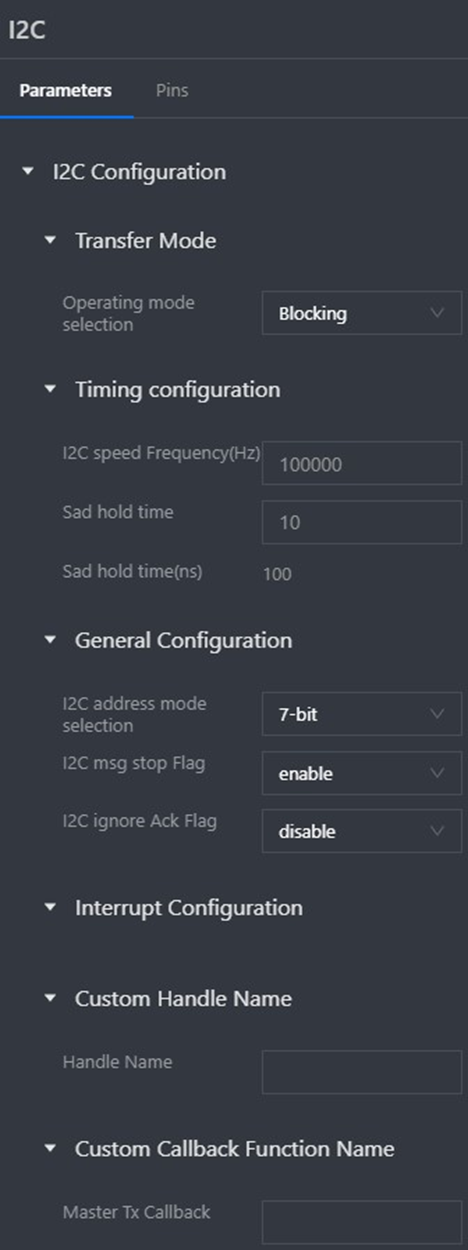 I2C
Parameters Pins
I2C Configuration
Transfer Mode
Operating mode
selection
Blocking
Timing configuration
I2C speed Frequency(Hz)
100000
Sad hold time
10
Sad hold time(ns)
100
General Configuration
I2C address mode
selection
7-bit
I2C msg stop Flag
enable
I2C ignore Ack Flag
disable
Interrupt Configuration
Custom Handle Name
Handle Name
Custom Callback Function Name
Master Tx Callback